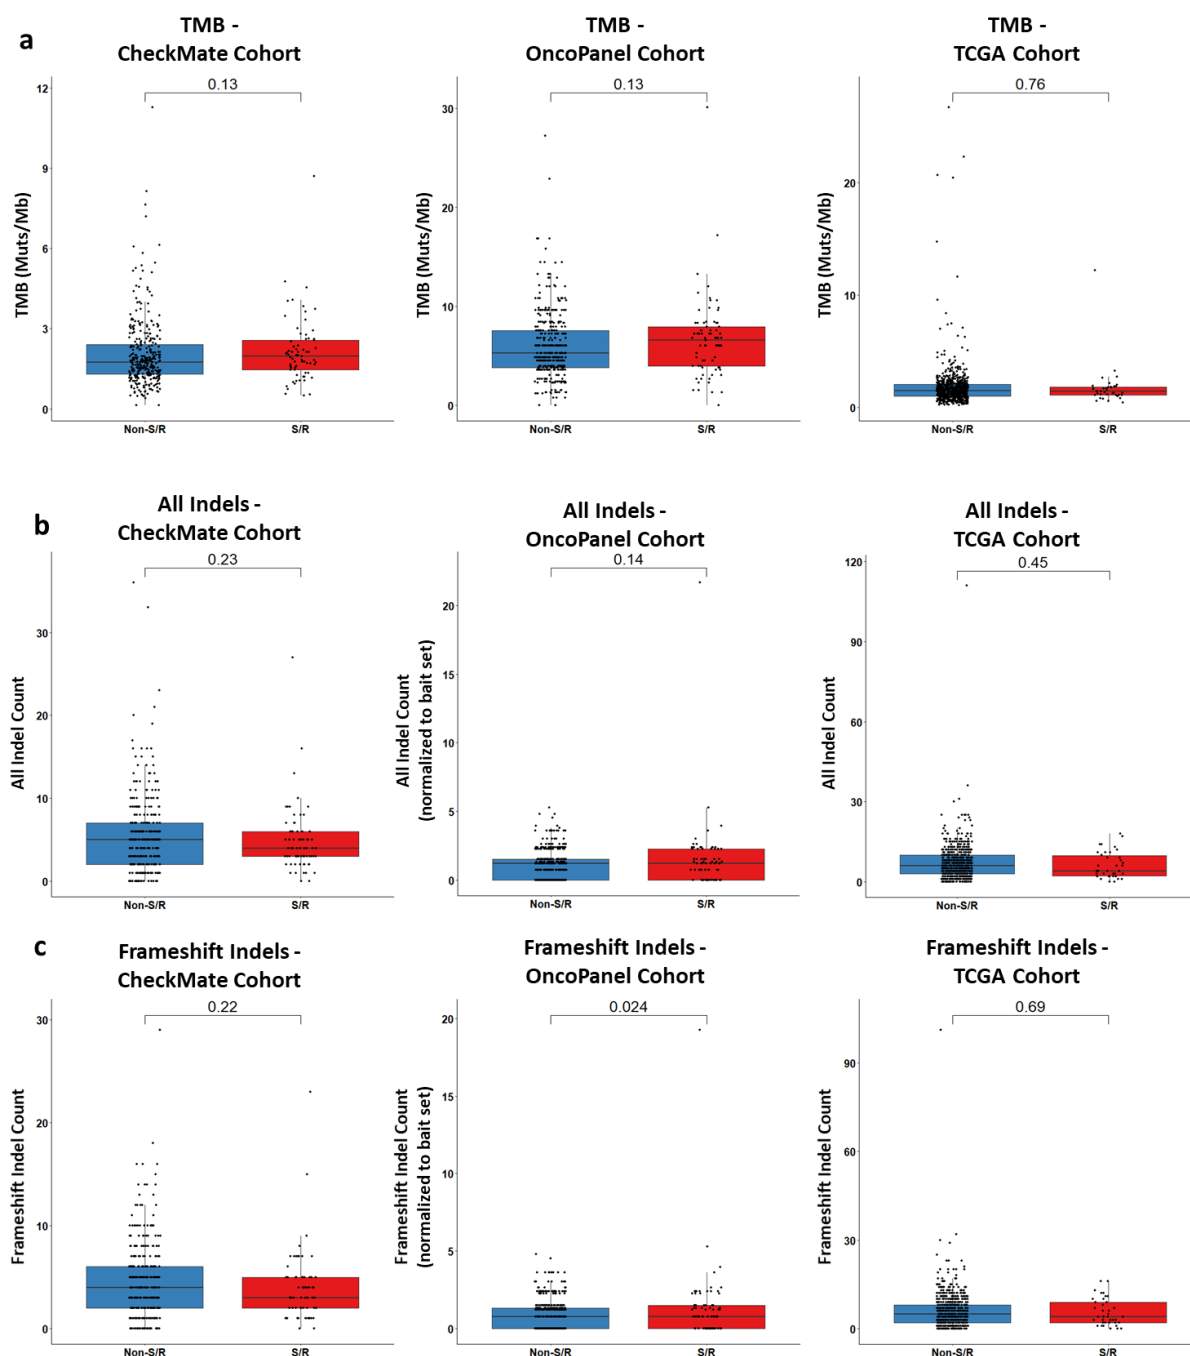 a
TMB -
CheckMate Cohort
TMB -
OncoPanel Cohort
TMB -
TCGA Cohort
0.13
0.13
0.76
TMB (Muts/Mb)
12
9
6
3
0
TMB (Muts/Mb)
30
20
10
0
TMB (Muts/Mb)
20
10
0
Non-S/R
S/R
Non-S/R
S/R
Non-S/R
S/R
b
All Indels -
CheckMate Cohort
All Indels -
OncoPanel Cohort
All Indels -
TCGA Cohort
0.23
0.14
0.45
All Indel Count
30
20
10
0
All Indel Count
(normalized to bait set)
20
15
10
5
0
All Indel Count
120
90
60
30
0
Non-S/R
S/R
Non-S/R
S/R
Non-S/R
S/R
c
Frameshift Indels -
CheckMate Cohort
Frameshift Indels -
OncoPanel Cohort
Frameshift Indels -
TCGA Cohort
0.22
0.024
0.69
Frameshift Indel Count
30
20
10
0
Frameshift Indel Count
(normalized to bait set)
20
15
10
5
0
Frameshift Indel Count
90
60
30
0
Non-S/R
S/R
Non-S/R
S/R
Non-S/R
S/R